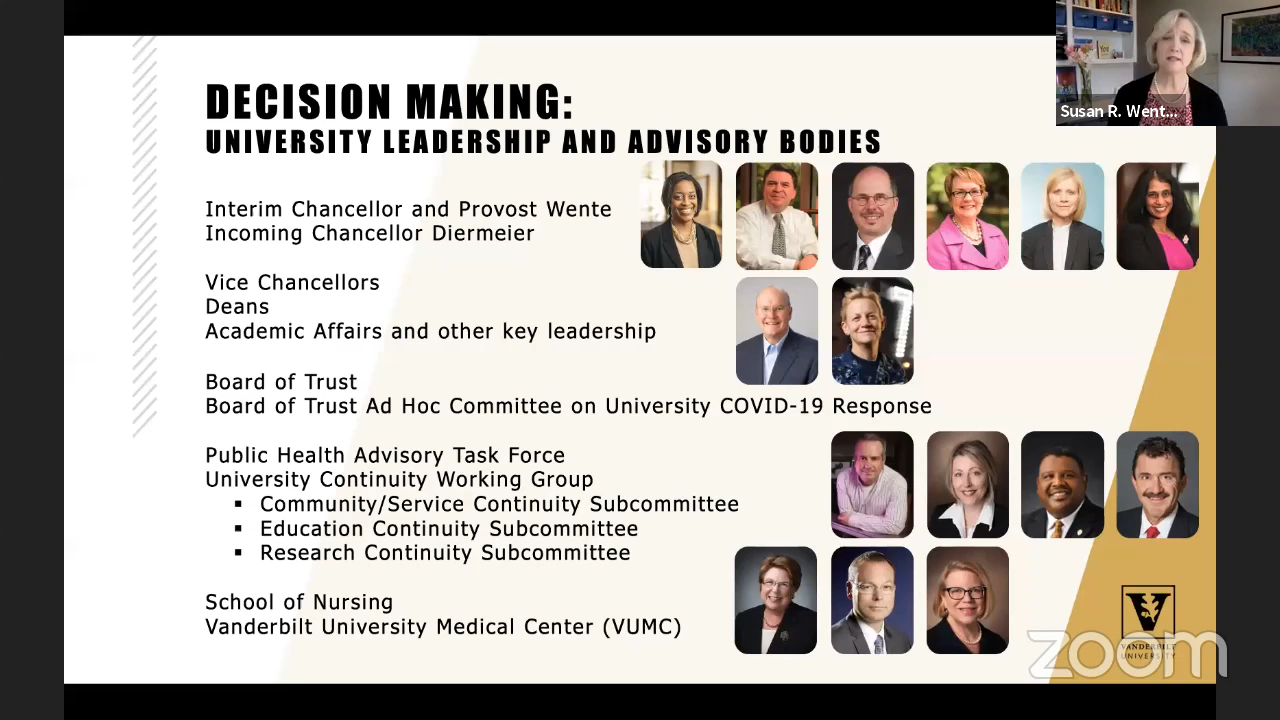 Susan R. Went...
DECISION MAKING:
UNIVERSITY LEADERSHIP AND ADVISORY BODIES
Interim Chancellor and Provost Wente
Incoming Chancellor Diermeier
Vice Chancellors
Deans
Academic Affairs and other key leadership
Board of Trust
Board of Trust Ad Hoc Committee on University COVID-19 Response
Public Health Advisory Task Force
University Continuity Working Group
▪ Community/Service Continuity Subcommittee
▪ Education Continuity Subcommittee
▪ Research Continuity Subcommittee
School of Nursing
Vanderbilt University Medical Center (VUMC)
V
VANDERBILT
UNIVERSITY
zoom